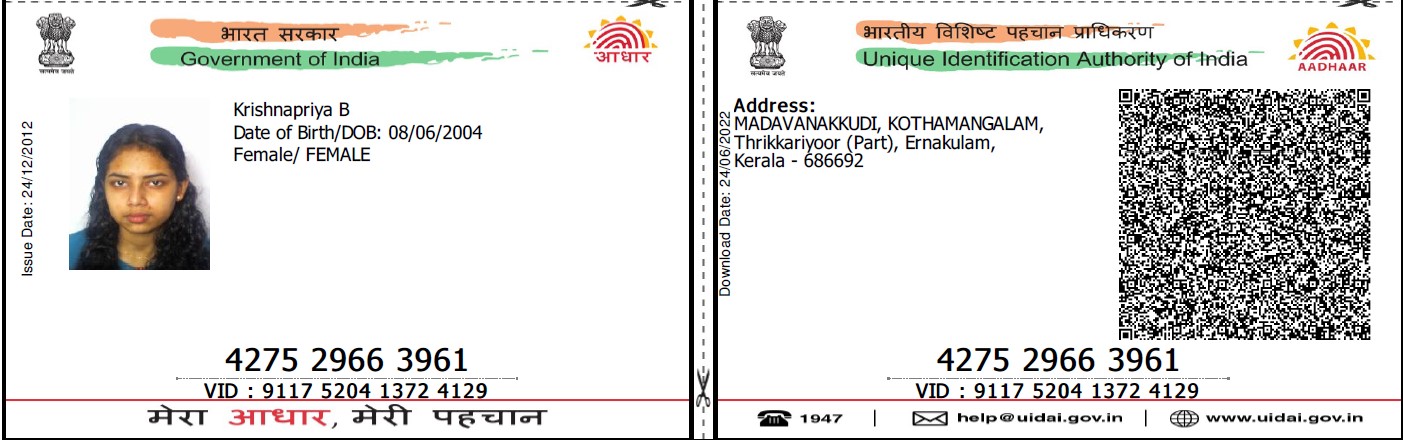 भारत सरकार
Government of India
सत्यमेव जयते
आधार
Issue Date: 24/12/2012
Krishnapriya B
Date of Birth/DOB: 08/06/2004
Female/ FEMALE
4275 2966 3961
VID : 9117 5204 1372 4129
मेरा आधार, मेरी पहचान
भारतीय विशिष्ट पहचान प्राधिकरण
Unique Identification Authority of India
सत्यमेव जयते
AADHAAR
Download Date: 24/06/2022
Address:
MADAVANAKKUDI, KOTHAMANGALAM,
Thrikkariyoor (Part), Ernakulam,
Kerala - 686692
4275 2966 3961
VID : 9117 5204 1372 4129
1947 | help@uidai.gov.in | www.uidai.gov.in